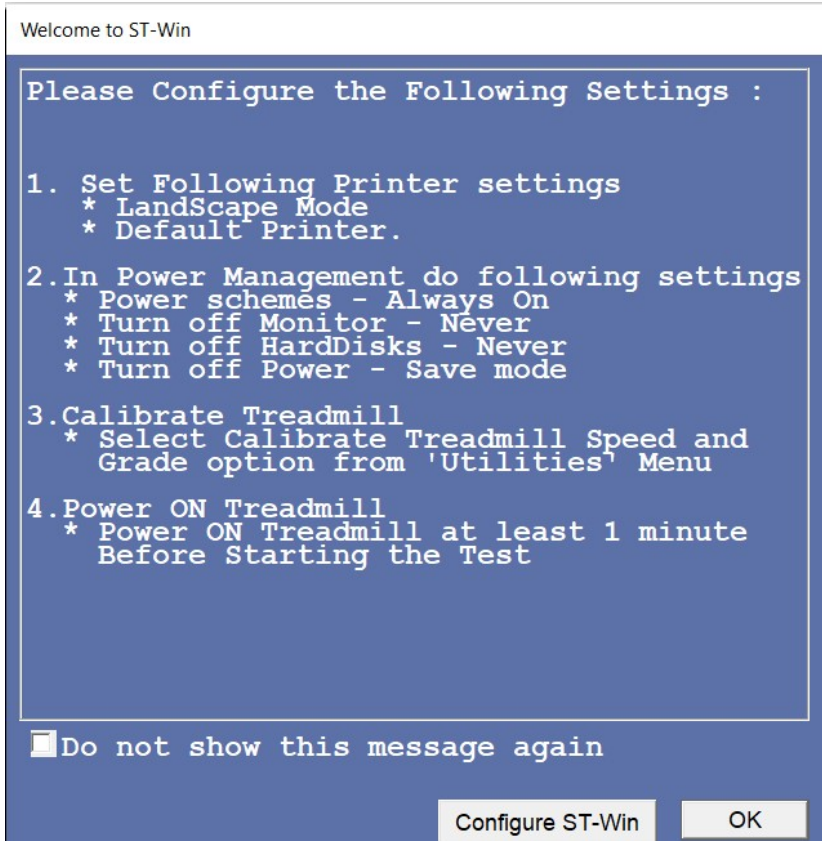 Welcome to ST-Win
Please Configure the Following Settings :
1. Set Following Printer settings
* LandScape Mode
* Default Printer.
2.In Power Management do following settings
* Power schemes - Always On
* Turn off Monitor - Never
* Turn off HardDisks - Never
* Turn off Power - Save mode
3.Calibrate Treadmill
* Select Calibrate Treadmill Speed and
Grade option from 'Utilities' Menu
4.Power ON Treadmill
* Power ON Treadmill at least 1 minute
Before Starting the Test
Do not show this message again
Configure ST-Win
OK